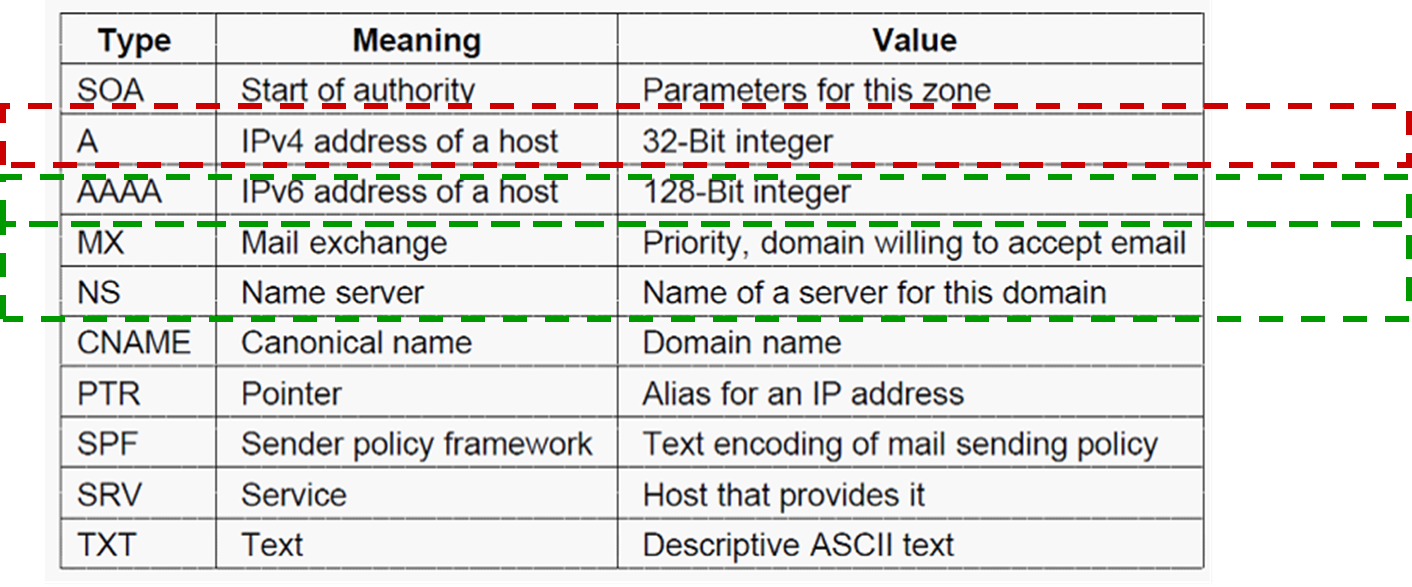 Type Meaning Value
SOA Start of authority Parameters for this zone
A IPv4 address of a host 32-Bit integer
AAAA IPv6 address of a host 128-Bit integer
MX Mail exchange Priority, domain willing to accept email
NS Name server Name of a server for this domain
CNAME Canonical name Domain name
PTR Pointer Alias for an IP address
SPF Sender policy framework Text encoding of mail sending policy
SRV Service Host that provides it
TXT Text Descriptive ASCII text